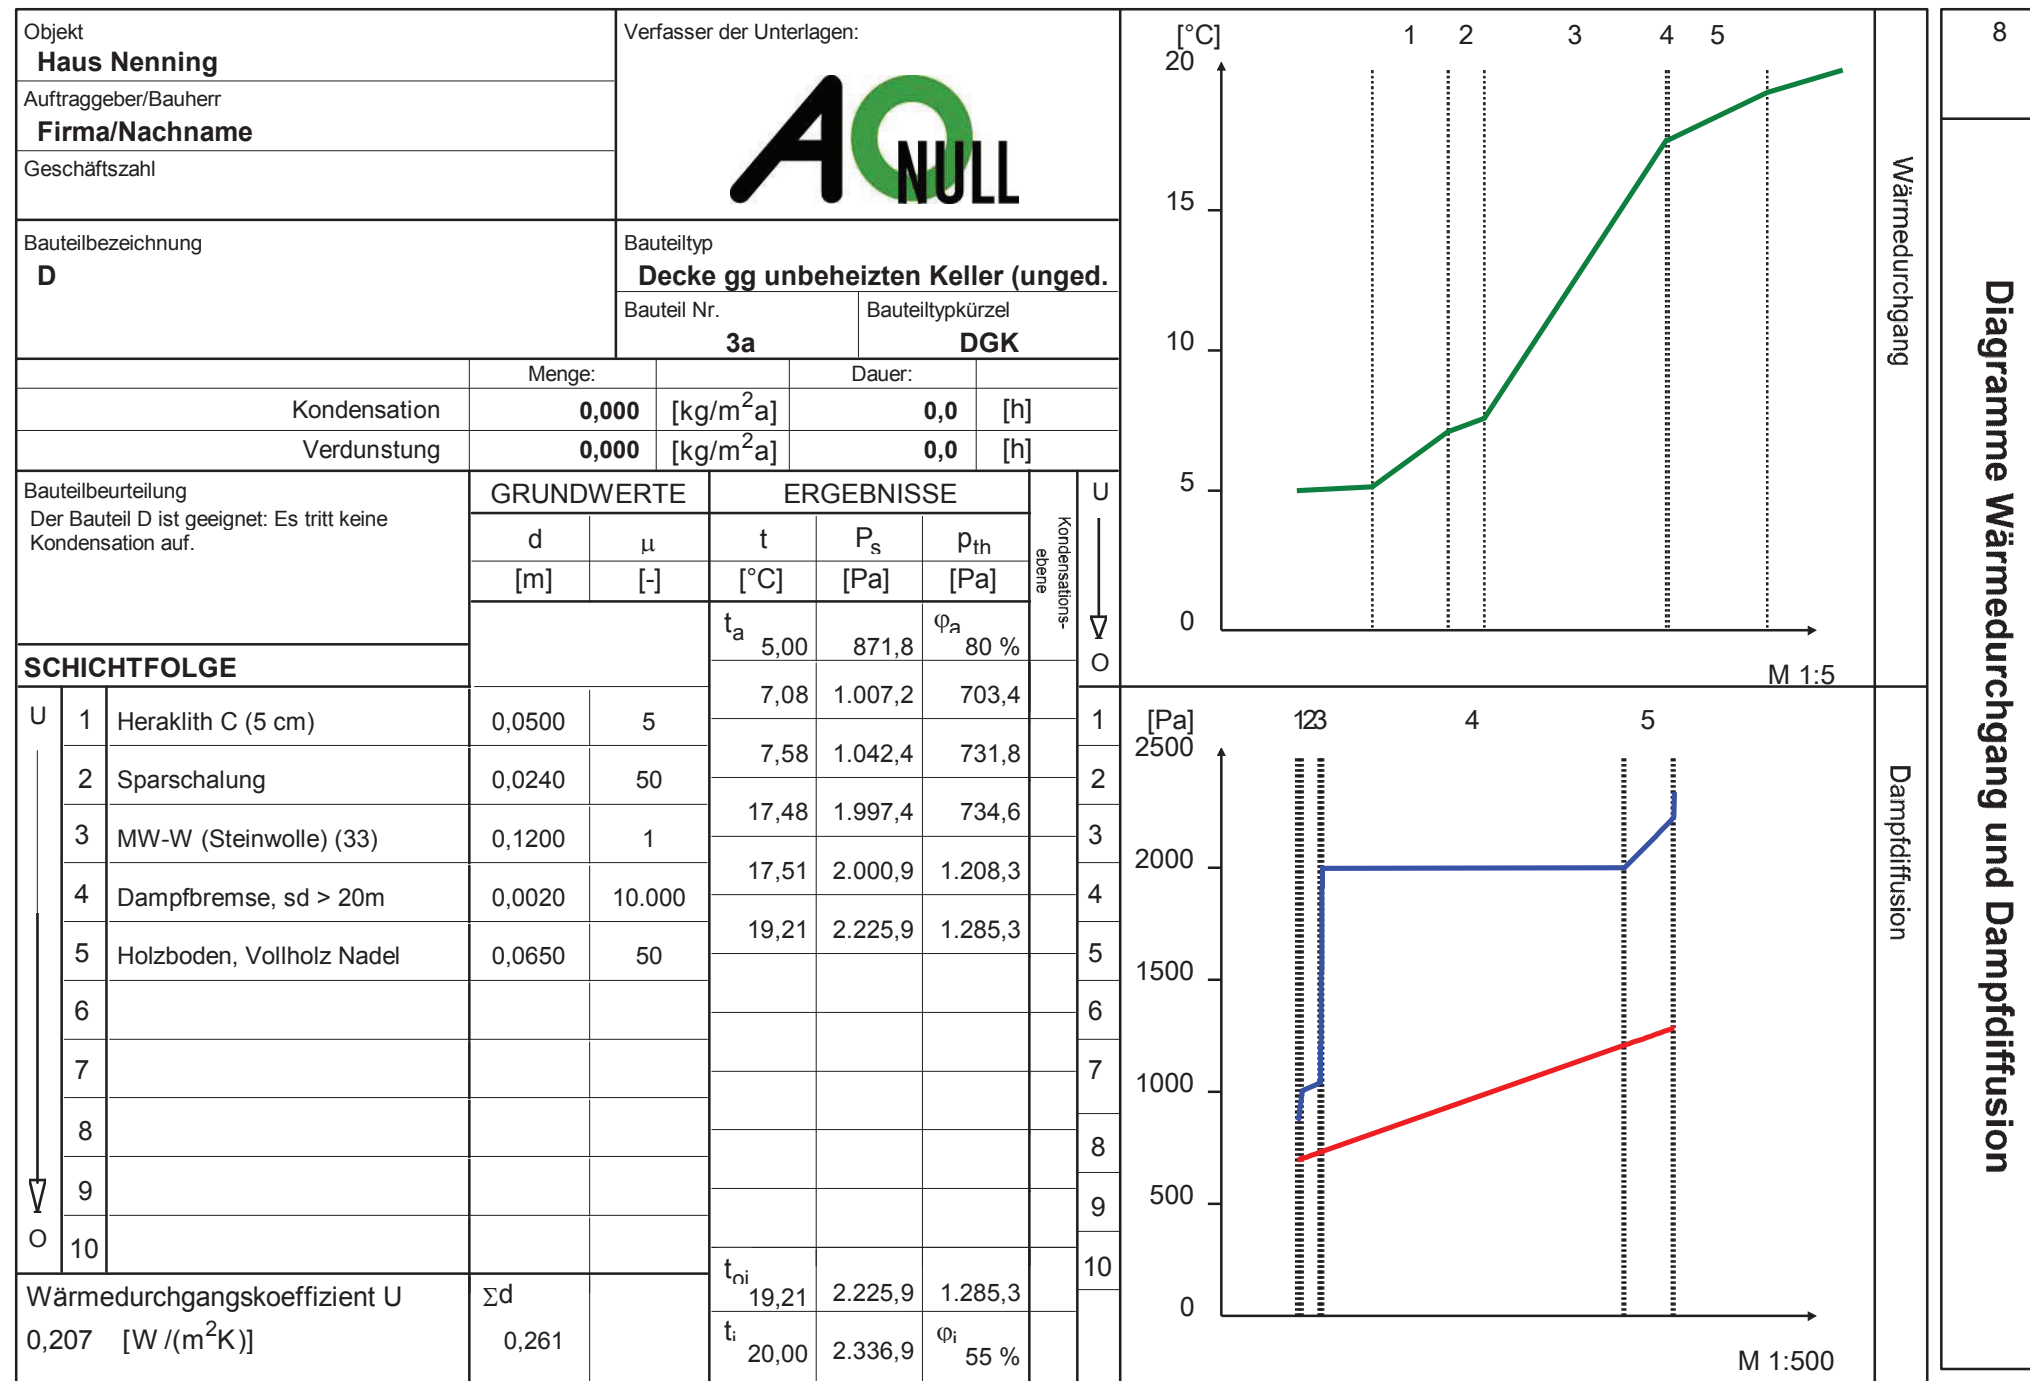 Objekt
Haus Nenning
Auftraggeber/Bauherr
Firma/Nachname
Geschäftszahl
Verfasser der Unterlagen:
AO NULL
Bauteilbezeichnung
D
Bauteiltyp
Decke gg unbeheizten Keller (unged.
Bauteil Nr.
3a
Bauteiltypkürzel
DGK
Menge: Dauer:
Kondensation 0,000 [kg/m²a] 0,0 [h]
Verdunstung 0,000 [kg/m²a] 0,0 [h]
Bauteilbeurteilung
Der Bauteil D ist geeignet: Es tritt keine
Kondensation auf.
GRUNDWERTE ERGEBNISSE
d μ t Ps pth
[m] [-] [°C] [Pa] [Pa]
Kondensations-
ebene
U
O
ta 5,00 871,8 φa 80 %
SCHICHTFOLGE
7,08 1.007,2 703,4
U 1 Heraklith C (5 cm) 0,0500 5 1
7,58 1.042,4 731,8
2 Sparschalung 0,0240 50 2
17,48 1.997,4 734,6
3 MW-W (Steinwolle) (33) 0,1200 1 3
17,51 2.000,9 1.208,3
4 Dampfbremse, sd > 20m 0,0020 10.000 4
19,21 2.225,9 1.285,3
5 Holzboden, Vollholz Nadel 0,0650 50 5
6 6
7 7
8 8
9 9
O 10 10
toi 19,21 2.225,9 1.285,3
Wärmedurchgangskoeffizient U Σd
0,207 [W /(m²K)] 0,261
ti 20,00 2.336,9 φi 55 %
[°C] 1 2 3 4 5
20
15
10
5
0
M 1:5
Wärmedurchgang
[Pa] 123 4 5
2500
2000
1500
1000
500
0
M 1:500
Dampfdiffusion
8
Diagramme Wärmedurchgang und Dampfdiffusion